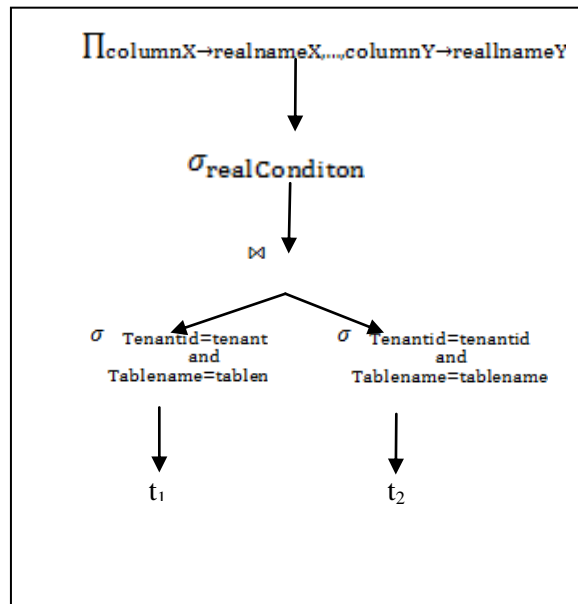 ∏columnX→realnameX,...,columnY→reallnameY
σrealConditon
⋈
σ Tenantid=tenant
and
Tablename=tablen
σ Tenantid=tenantid
and
Tablename=tablename
t₁
t₂